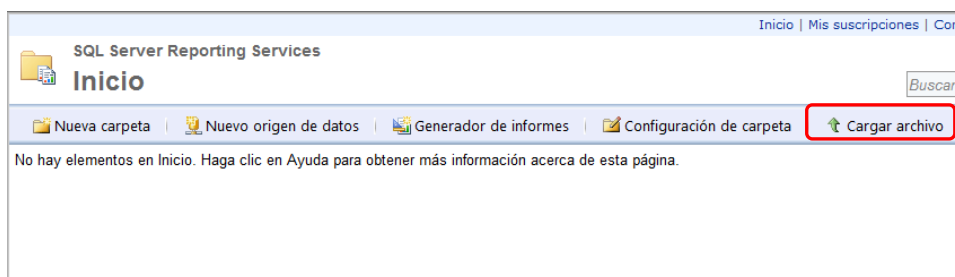 Inicio | Mis suscripciones |
SQL Server Reporting Services
Inicio
Buscar
Nueva carpeta | Nuevo origen de datos | Generador de informes | Configuración de carpeta Cargar archivo
No hay elementos en Inicio. Haga clic en Ayuda para obtener más información acerca de esta página.